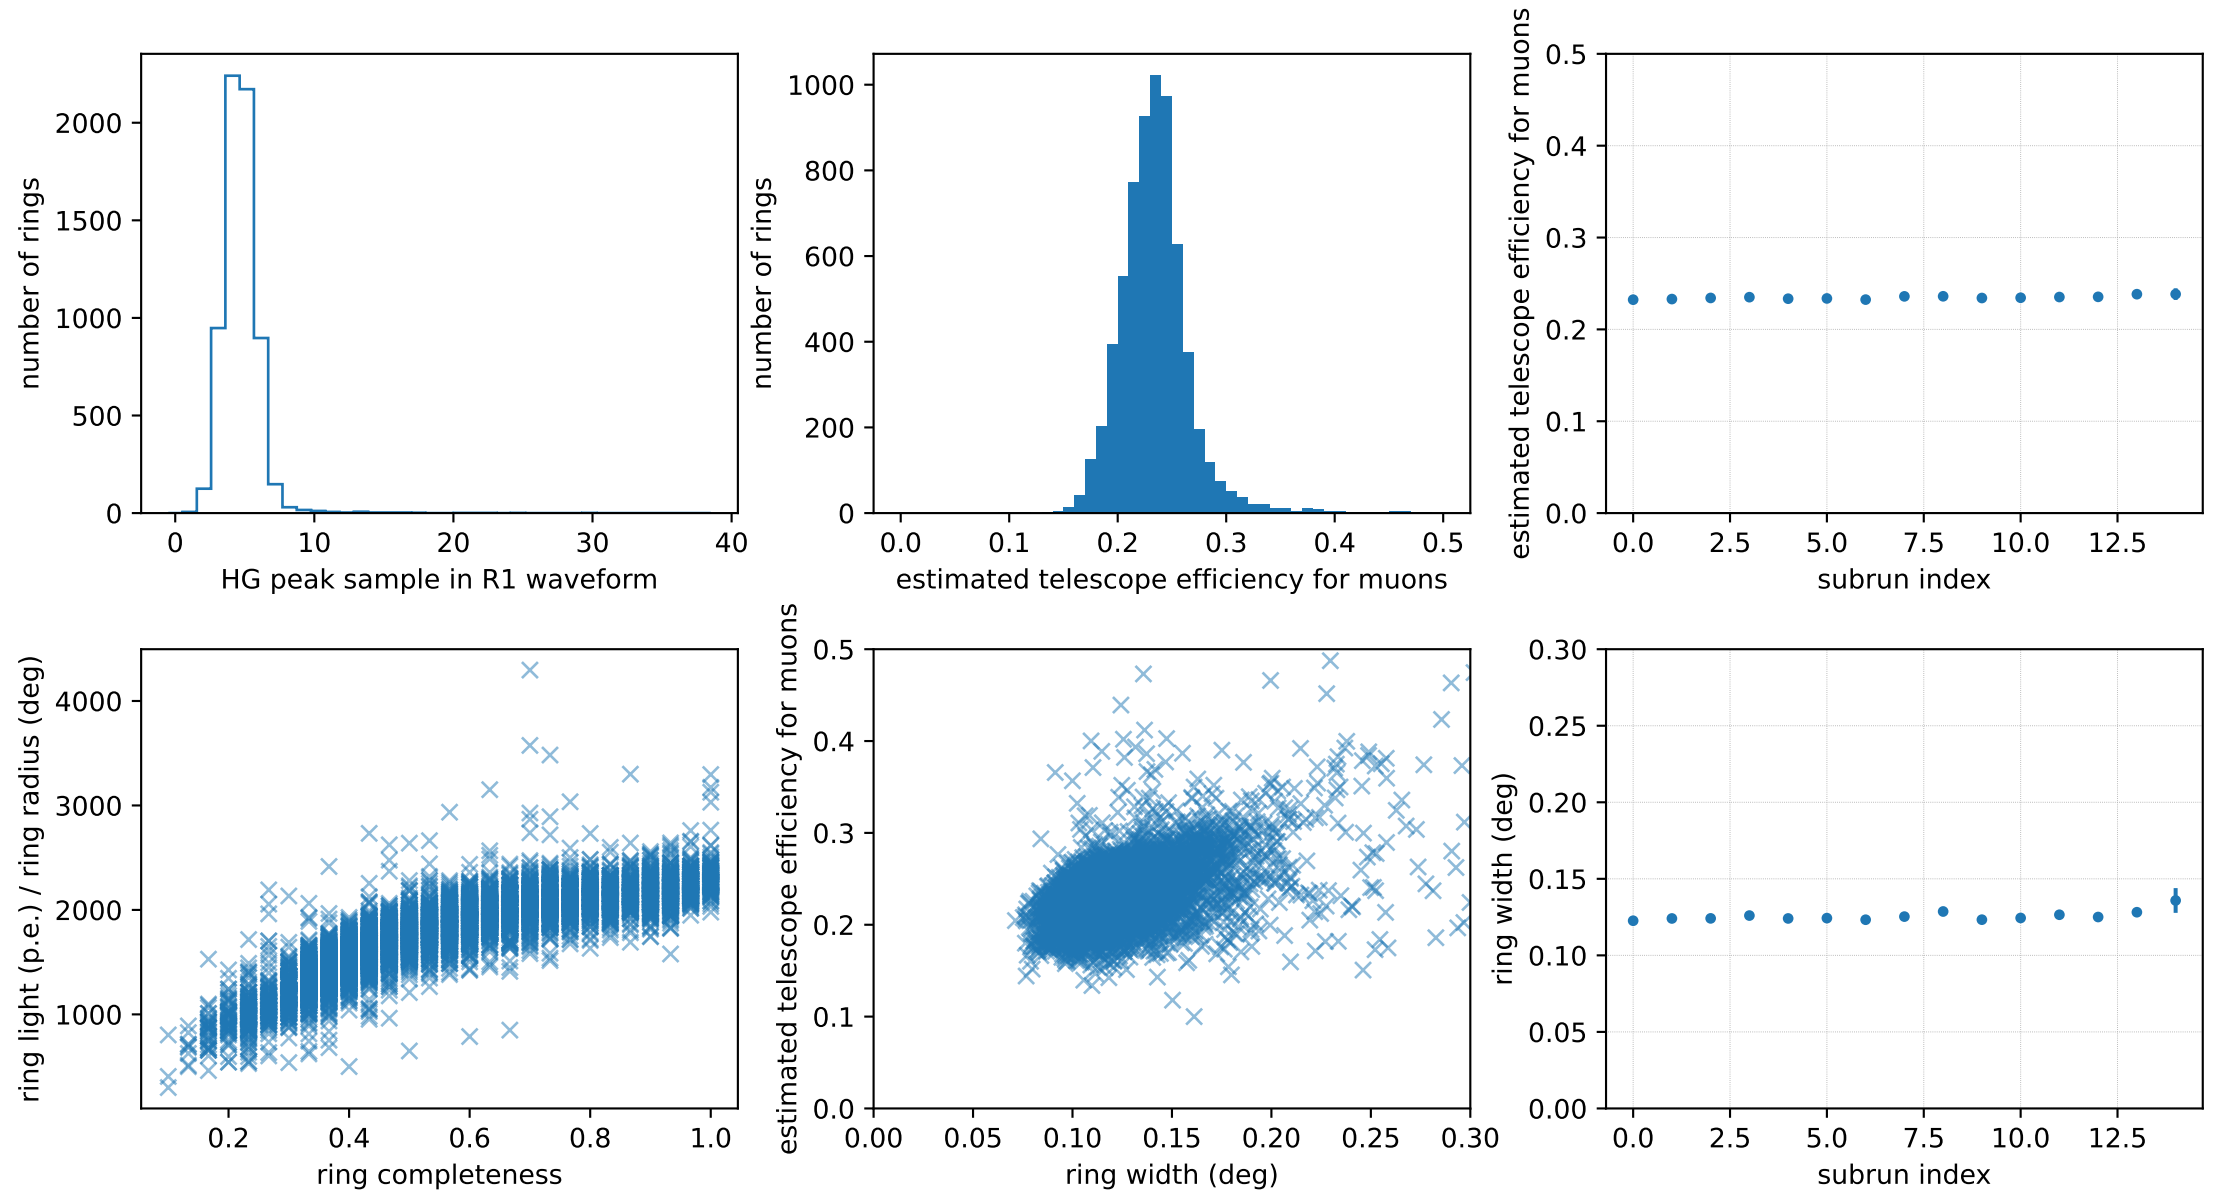 number of rings
2000
1500
1000
500
0
0 10 20 30 40
HG peak sample in R1 waveform
number of rings
1000
800
600
400
200
0
0.0 0.1 0.2 0.3 0.4 0.5
estimated telescope efficiency for muons
estimated telescope efficiency for muons
0.5
0.4
0.3
0.2
0.1
0.0
0.0 2.5 5.0 7.5 10.0 12.5
subrun index
ring light (p.e.) / ring radius (deg)
4000
3000
2000
1000
0.2 0.4 0.6 0.8 1.0
ring completeness
estimated telescope efficiency for muons
0.5
0.4
0.3
0.2
0.1
0.0
0.00 0.05 0.10 0.15 0.20 0.25 0.30
ring width (deg)
ring width (deg)
0.30
0.25
0.20
0.15
0.10
0.05
0.00
0.0 2.5 5.0 7.5 10.0 12.5
subrun index